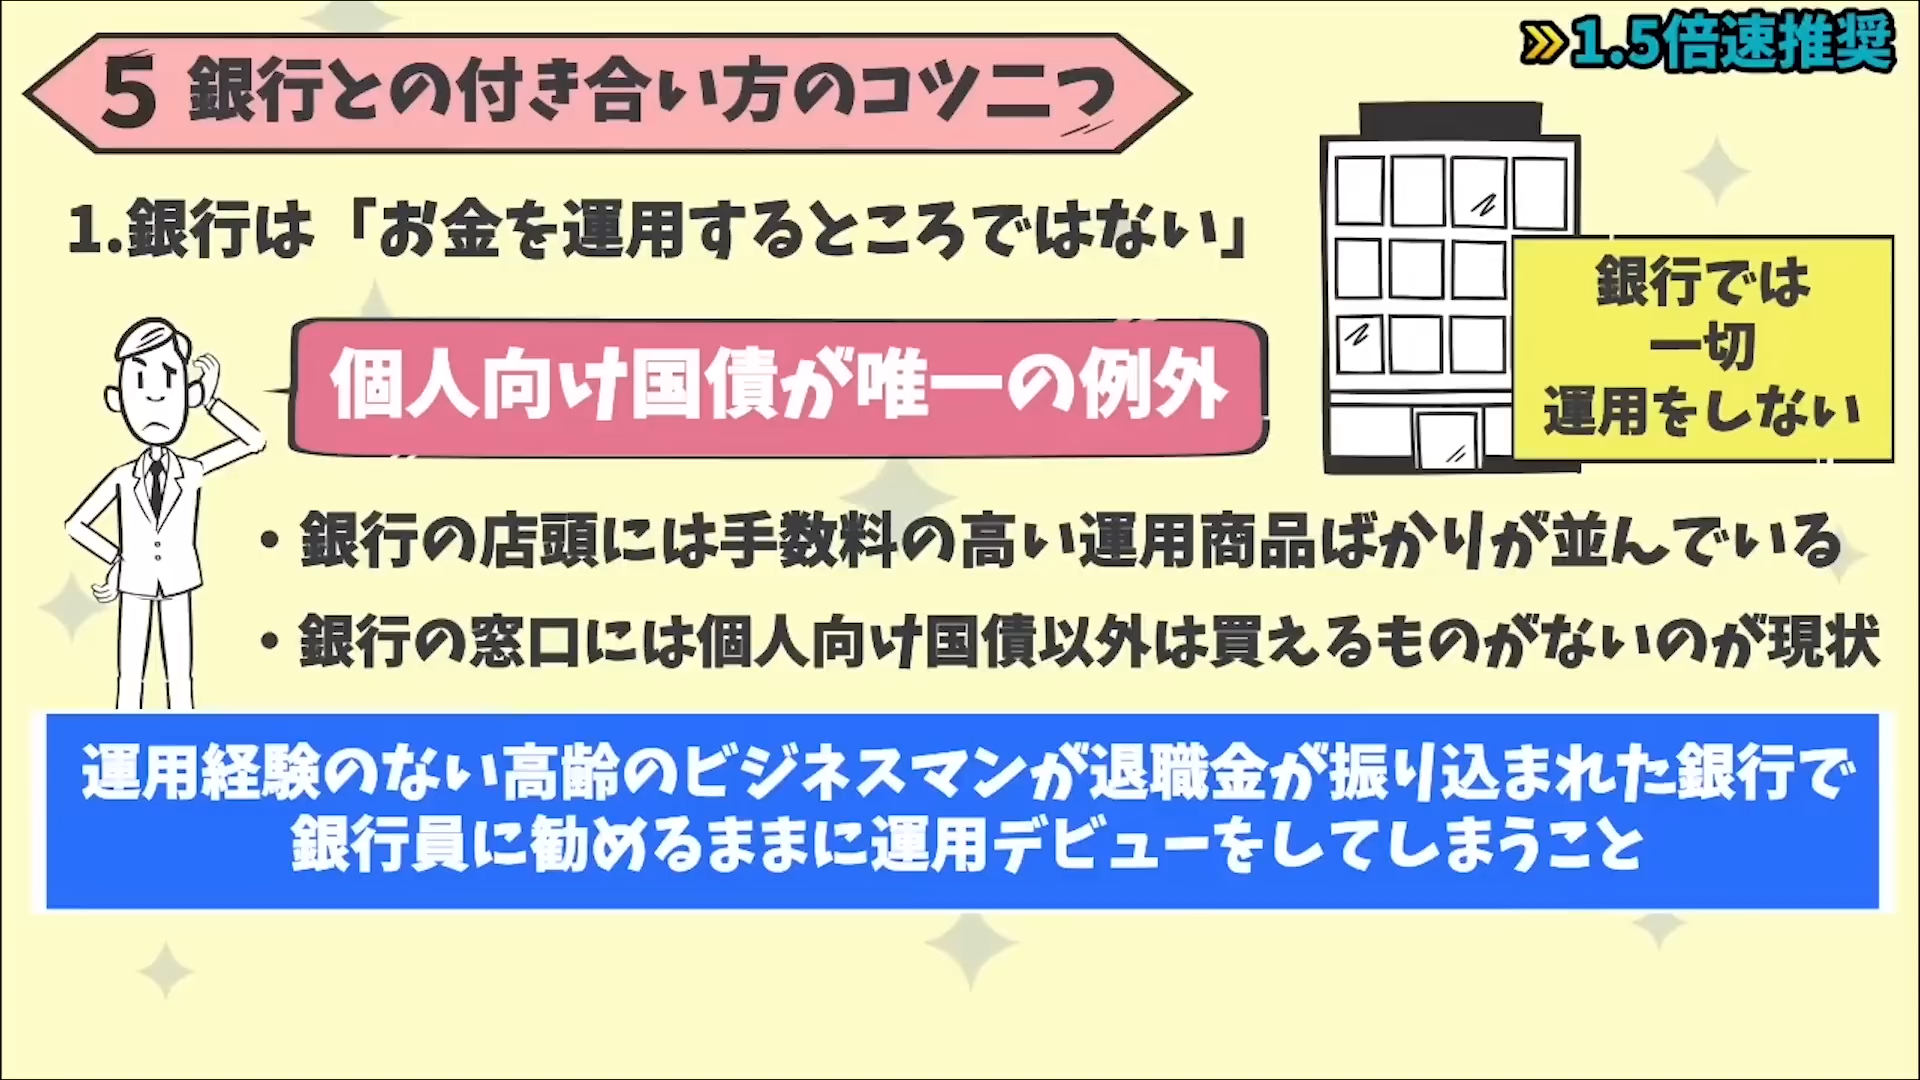 »1.5倍速推奨
5 銀行との付き合い方のコツ二つ
1.銀行は「お金を運用するところではない」
銀行では
一切
運用をしない
個人向け国債が唯一の例外
・銀行の店頭には手数料の高い運用商品ばかりが並んでいる
・銀行の窓口には個人向け国債以外は買えるものがないのが現状
運用経験のない高齢のビジネスマンが退職金が振り込まれた銀行で
銀行員に勧めるままに運用デビューをしてしまうこと